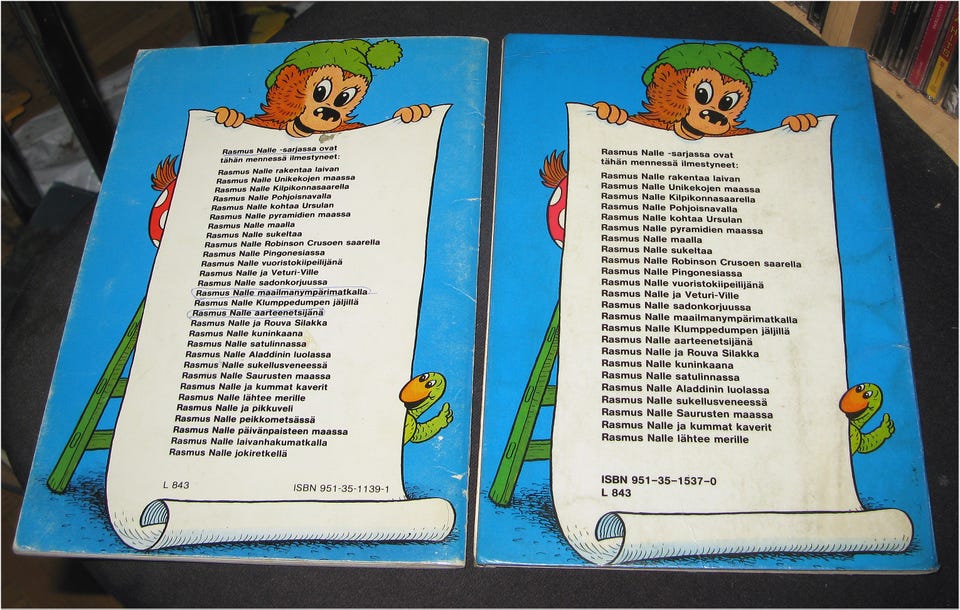 Rasmus Nalle -sarjassa ovat
tähän mennessä ilmestyneet:
Rasmus Nalle rakentaa laivan
Rasmus Nalle Unikekojen maassa
Rasmus Nalle Kilpikonnasaarella
Rasmus Nalle Pohjoisnavalla
Rasmus Nalle kohtaa Ursulan
Rasmus Nalle pyramidien maassa
Rasmus Nalle maalla
Rasmus Nalle sukeltaa
Rasmus Nalle Robinson Crusoen saarella
Rasmus Nalle Pingonesiassa
Rasmus Nalle vuoristokiipeilijänä
Rasmus Nalle ja Veturi-Ville
Rasmus Nalle sadonkorjuussa
Rasmus Nalle maailmanympärimatkalla
Rasmus Nalle Klumppedumpen jäljillä
Rasmus Nalle aarteenetsijänä
Rasmus Nalle ja Rouva Silakka
Rasmus Nalle kuninkaana
Rasmus Nalle satulinnassa
Rasmus Nalle Aladdinin luolassa
Rasmus Nalle sukellusveneessä
Rasmus Nalle Saurusten maassa
Rasmus Nalle ja kummat kaverit
Rasmus Nalle lähtee merille
Rasmus Nalle ja pikkuveli
Rasmus Nalle peikkometsässä
Rasmus Nalle päivänpaisteen maassa
Rasmus Nalle laivanhakumatkalla
Rasmus Nalle jokiretkellä
L 843 ISBN 951-35-1139-1
Rasmus Nalle -sarjassa ovat
tähän mennessä ilmestyneet:
Rasmus Nalle rakentaa laivan
Rasmus Nalle Unikekojen maassa
Rasmus Nalle Kilpikonnasaarella
Rasmus Nalle Pohjoisnavalla
Rasmus Nalle kohtaa Ursulan
Rasmus Nalle pyramidien maassa
Rasmus Nalle maalla
Rasmus Nalle sukeltaa
Rasmus Nalle Robinson Crusoen saarella
Rasmus Nalle Pingonesiassa
Rasmus Nalle vuoristokiipeilijänä
Rasmus Nalle ja Veturi-Ville
Rasmus Nalle sadonkorjuussa
Rasmus Nalle maailmanympärimatkalla
Rasmus Nalle Klumppedumpen jäljillä
Rasmus Nalle aarteenetsijänä
Rasmus Nalle ja Rouva Silakka
Rasmus Nalle kuninkaana
Rasmus Nalle satulinnassa
Rasmus Nalle Aladdinin luolassa
Rasmus Nalle sukellusveneessä
Rasmus Nalle Saurusten maassa
Rasmus Nalle ja kummat kaverit
Rasmus Nalle lähtee merille
ISBN 951-35-1537-0
L 843